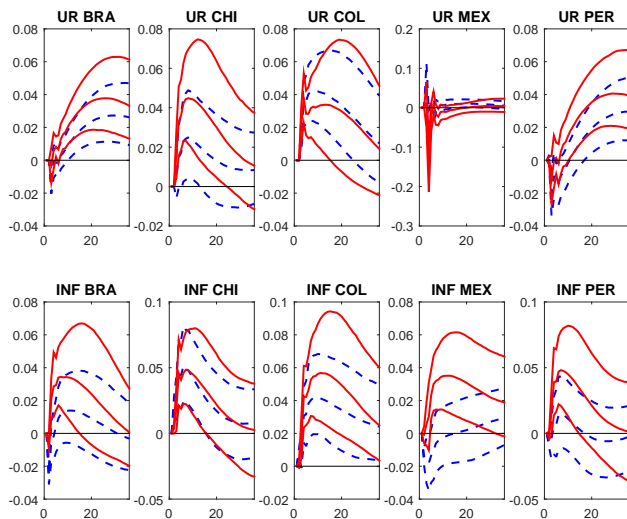 UR BRA UR CHI UR COL UR MEX UR PER
0.08 0.08 0.08 0.2 0.08
0.06 0.06 0.06 0.1 0.06
0.04 0.04 0.04 0 0.04
0.02 0.02 0.02 -0.1 0.02
0 0 0 -0.2 0
-0.02 -0.02 -0.02
-0.04 0.02 0.04 -0.3 -0.04
0 20 0 20 0 20 0 20 0 20
INF BRA INF CHI INF COL INF MEX INF PER
0.08 0.1 0.1 0.08 0.1
0.06 0.08 0.06
0.04 0.05 0.06 0.04 0.05
0.02 0.04 0.02
0 0 0.02 0 0
-0.02 0 -0.02
-0.04 -0.05 0.02 -0.04 -0.05
0 20 0 20 0 20 0 20 0 20